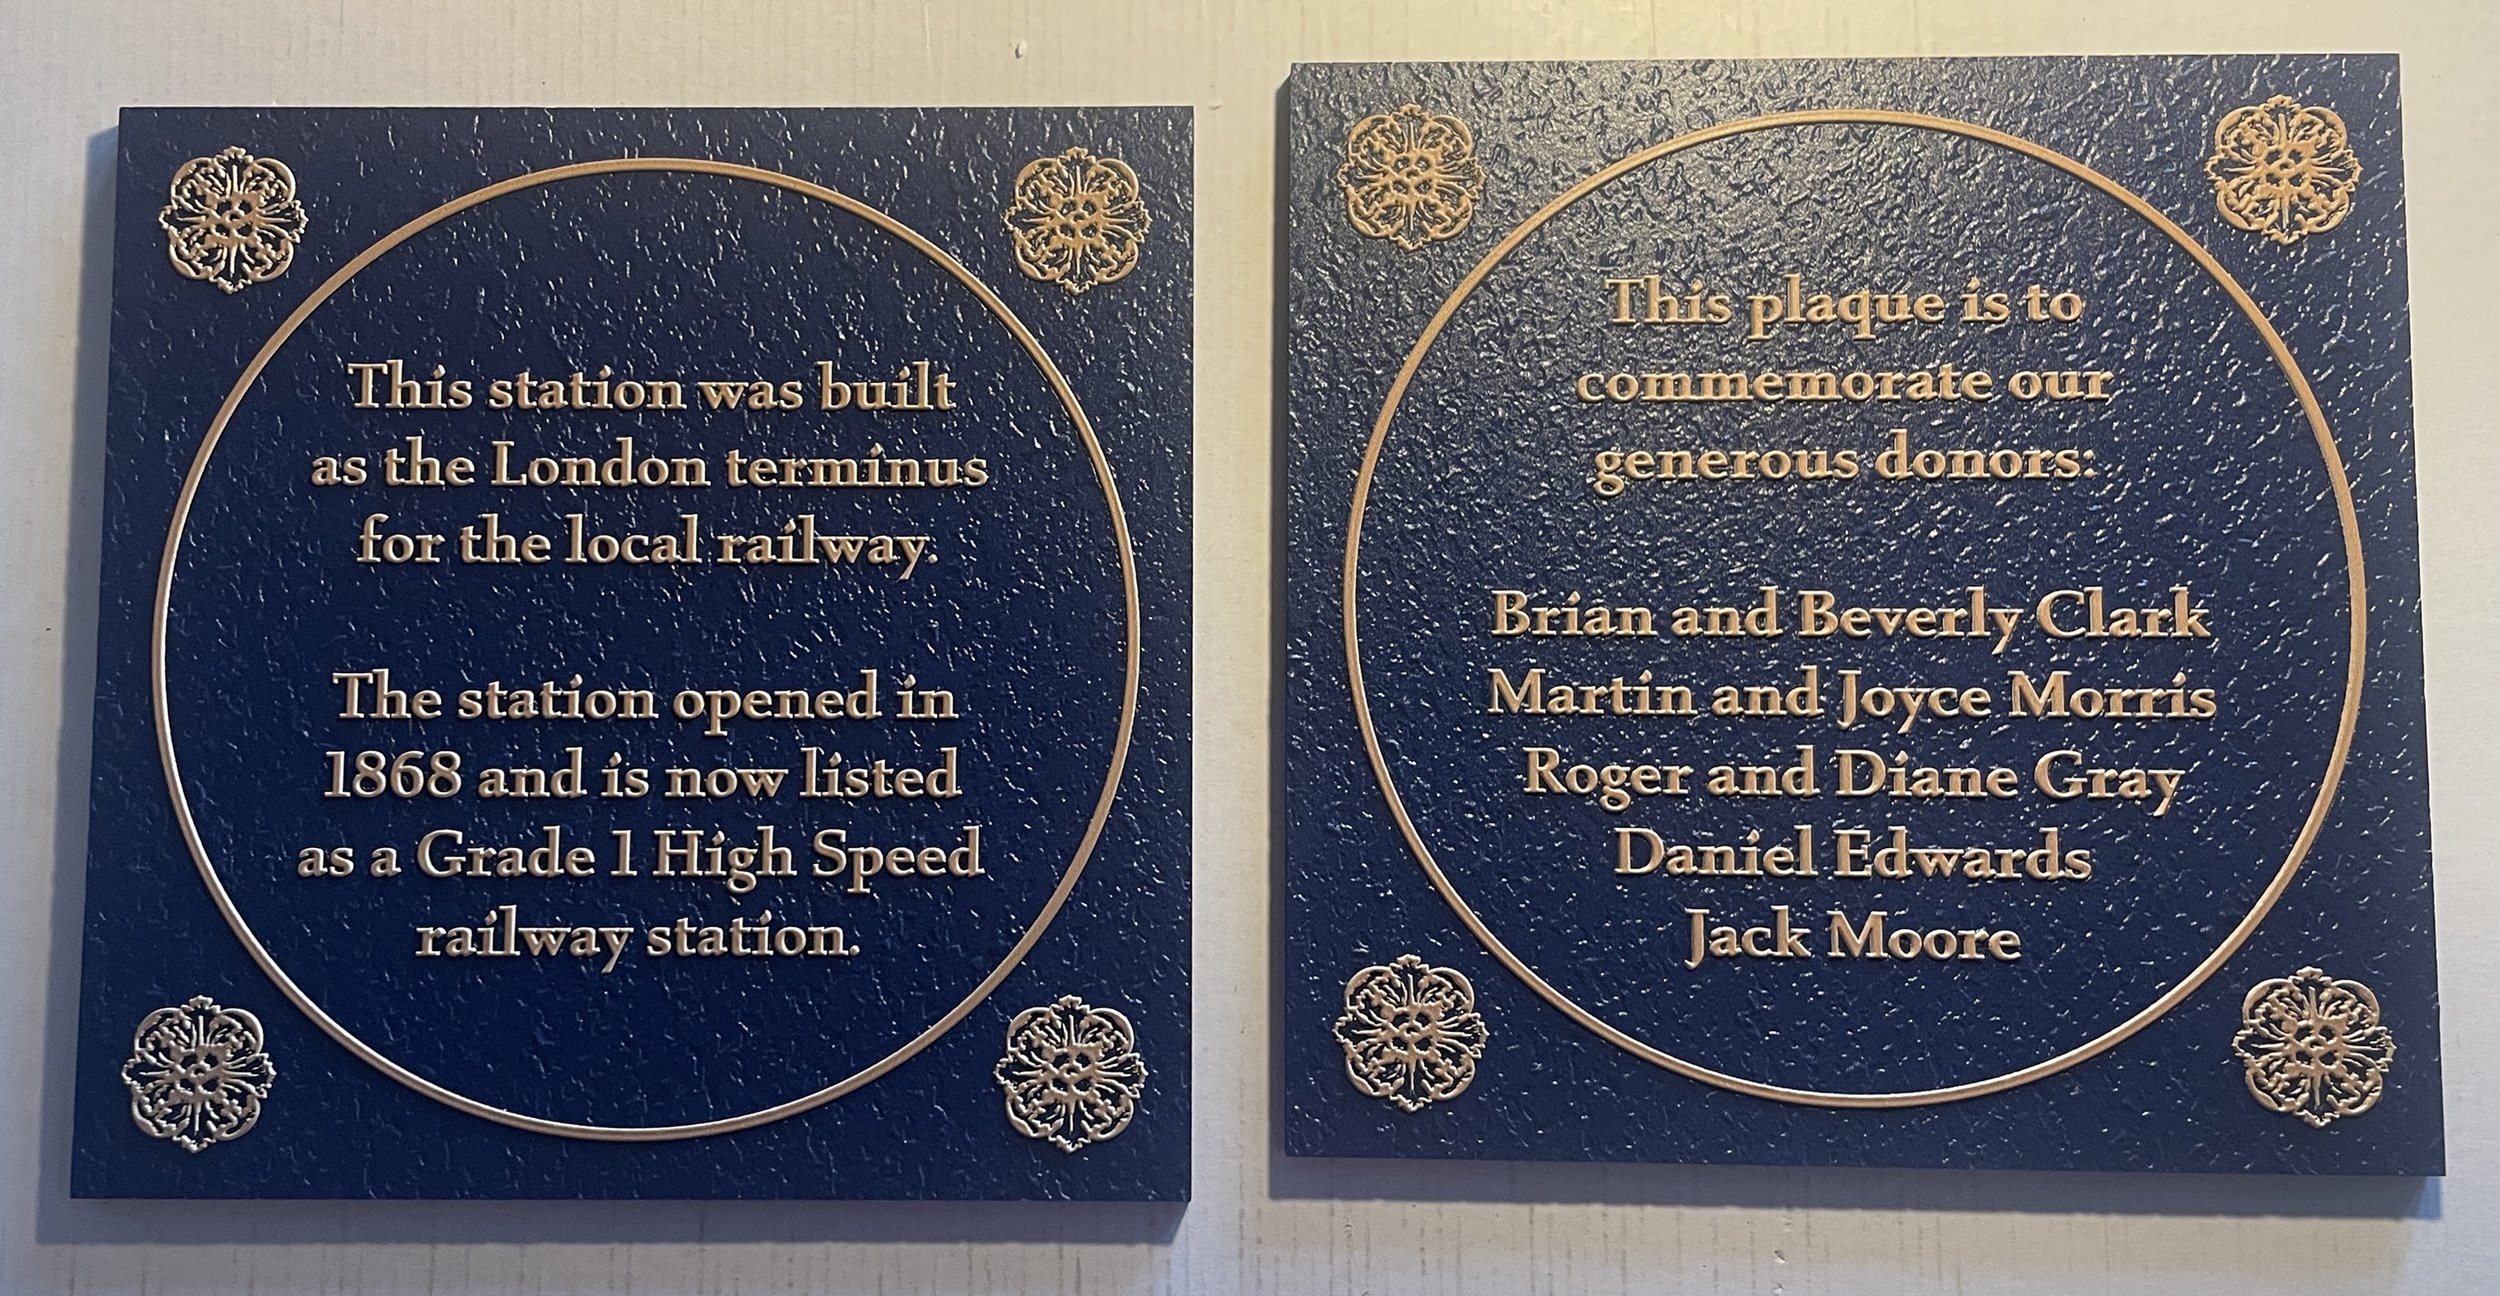 This station was built
as the London terminus
for the local railway.
The station opened in
1868 and is now listed
as a Grade 1 High Speed
railway station.
This plaque is to
commemorate our
generous donors:
Brian and Beverly Clark
Martin and Joyce Morris
Roger and Diane Gray
Daniel Edwards
Jack Moore